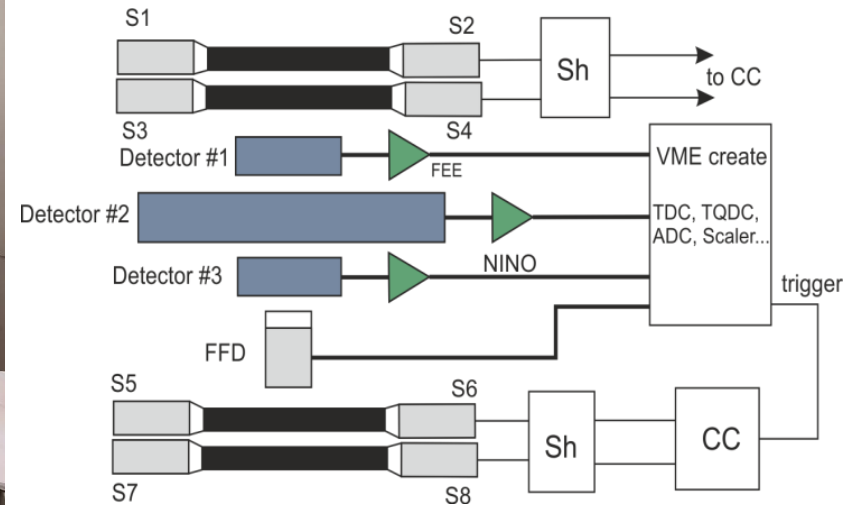 S1
S2
Sh
to CC
S3
S4
Detector #1
FEE
VME create
Detector #2
TDC, TQDC,
ADC, Scaler...
Detector #3
NINO
trigger
FFD
S5
S6
Sh
CC
S7
S8